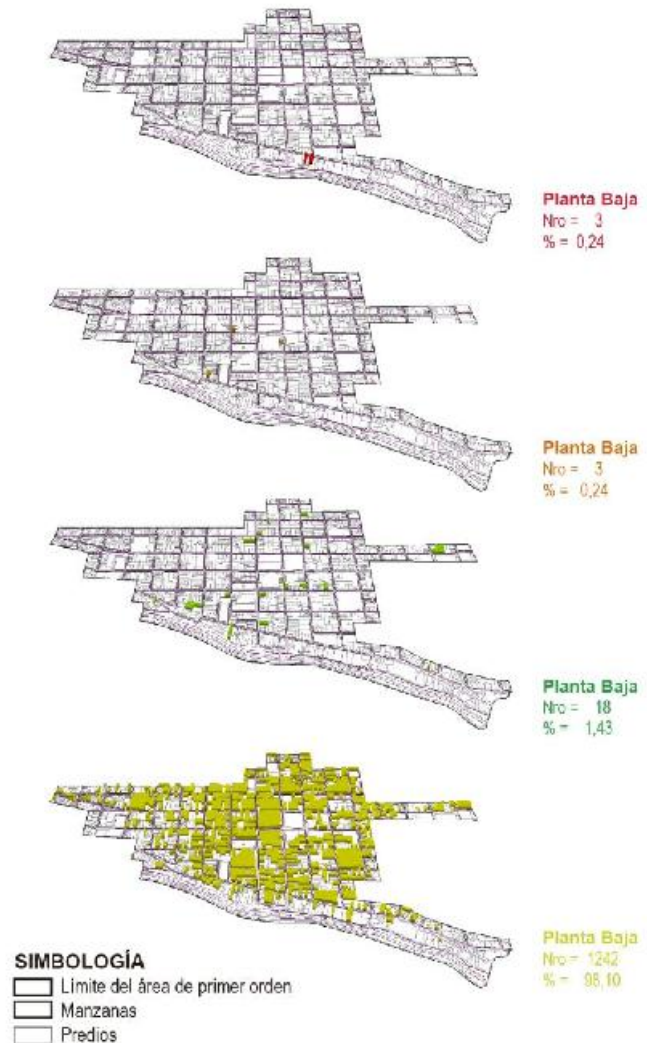 Planta Baja
Nro = 3
% = 0,24
Planta Baja
Nro = 3
% = 0,24
Planta Baja
Nro = 18
% = 1,43
Planta Baja
Nro = 1242
% = 98,10
SIMBOLOGÍA
Limite del área de primer orden
Manzanas
Predios